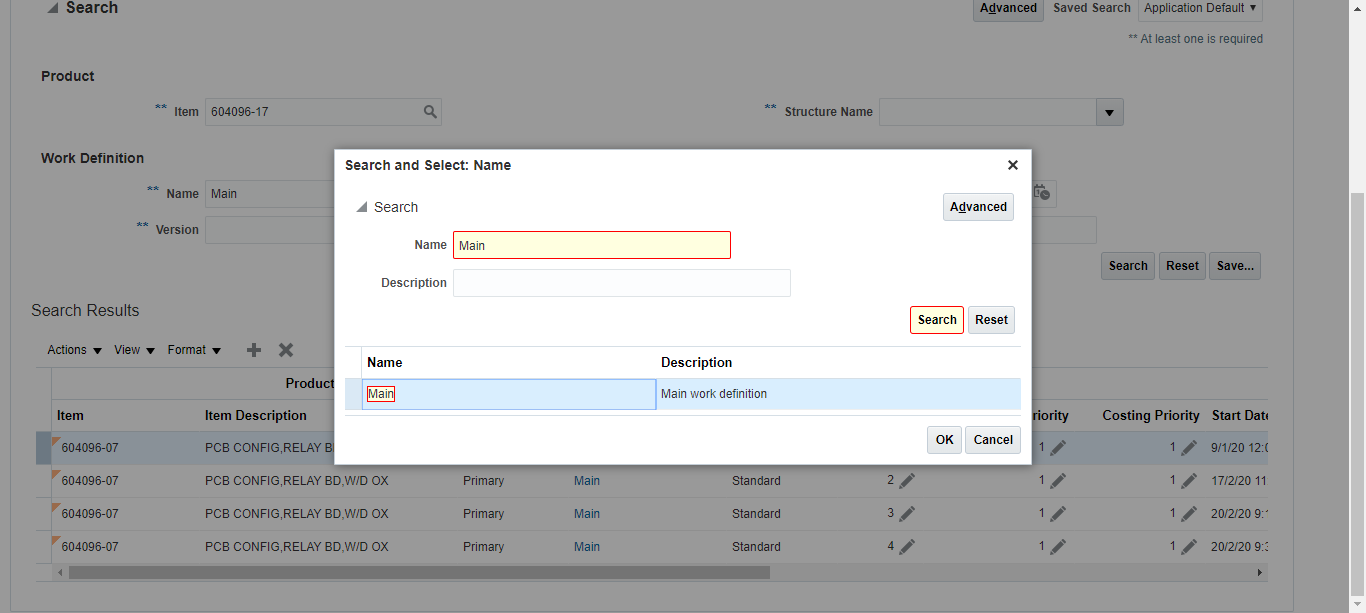 Search Advanced Saved Search Application Default
** At least one is required
Product
** Item 604096-17 ** Structure Name
Work Definition
** Name Main
** Version
Search Reset Save...
Search and Select: Name
Search Advanced
Name Main
Description
Search Reset
Name Description
Main Main work definition
OK Cancel
Search Results
Actions View Format
Product
Item Item Description riority Costing Priority Start Date
604096-07 PCB CONFIG,RELAY B 1 1 9/1/20 12:0
604096-07 PCB CONFIG,RELAY BD,W/D OX Primary Main Standard 2 1 1 17/2/20 11
604096-07 PCB CONFIG,RELAY BD,W/D OX Primary Main Standard 3 1 1 20/2/20 9:1
604096-07 PCB CONFIG,RELAY BD,W/D OX Primary Main Standard 4 1 1 20/2/20 9:3